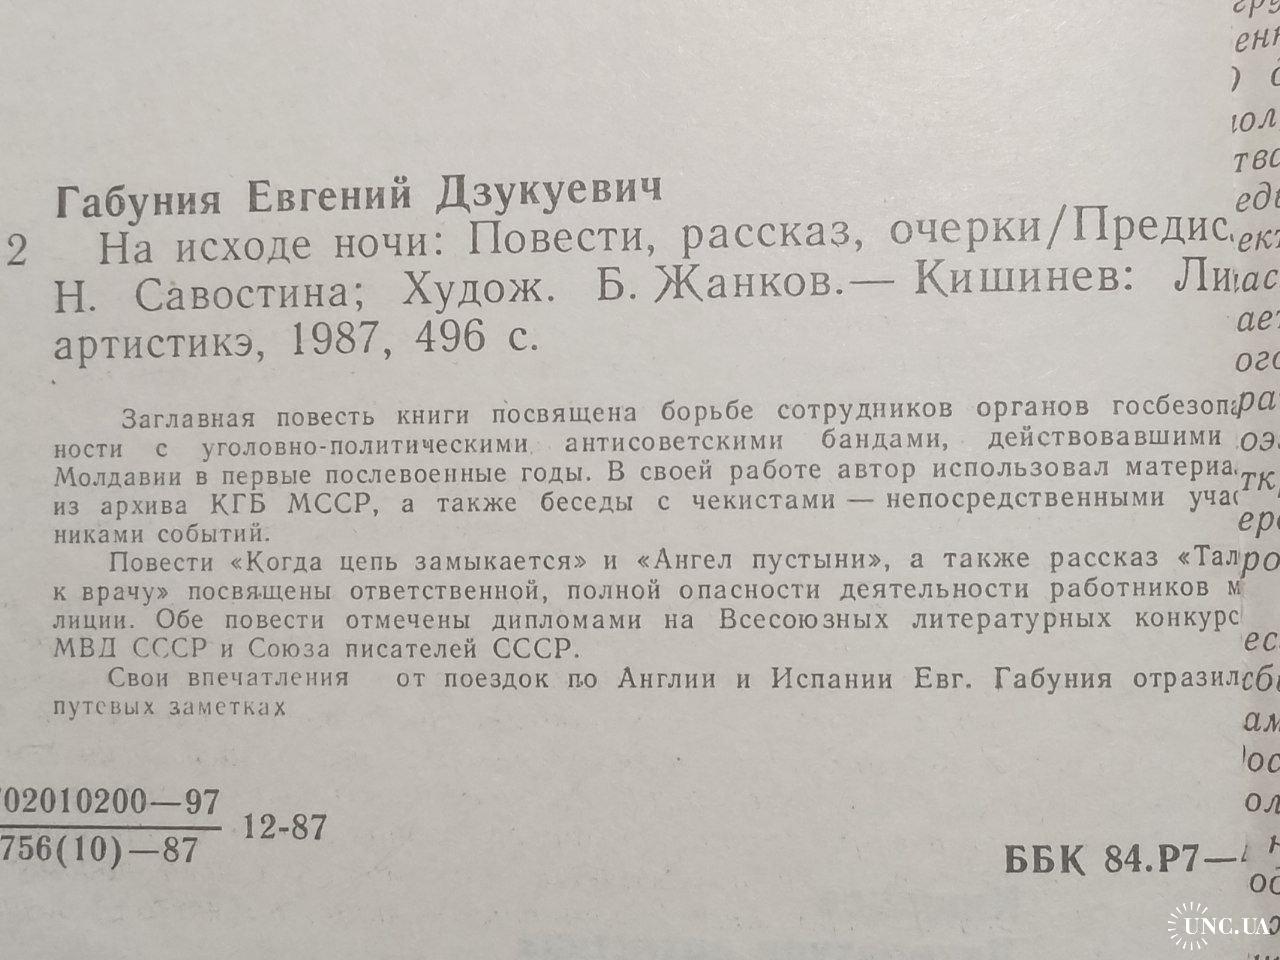 Габуния Евгений Дзукуевич
2 На исходе ночи: Повести, рассказ, очерки/Предис
Н. Савостина; Худож. Б. Жанков.— Кишинев: Ли
артистикэ, 1987, 496 с.
Заглавная повесть книги посвящена борьбе сотрудников органов госбезопа
ности с уголовно-политическими антисоветскими бандами, действовавшими
Молдавии в первые послевоенные годы. В своей работе автор использовал материа
из архива КГБ МССР, а также беседы с чекистами — непосредственными учас
никами событий.
Повести «Когда цепь замыкается» и «Ангел пустыни», а также рассказ «Тал
к врачу» посвящены ответственной, полной опасности деятельности работников м
лиции. Обе повести отмечены дипломами на Всесоюзных литературных конкурс
МВД СССР и Союза писателей СССР.
Свои впечатления от поездок по Англии и Испании Евг. Габуния отразил
путевых заметках
02010200—97
756(10)—87
12-87
ББК 84.Р7—
UNC.UA